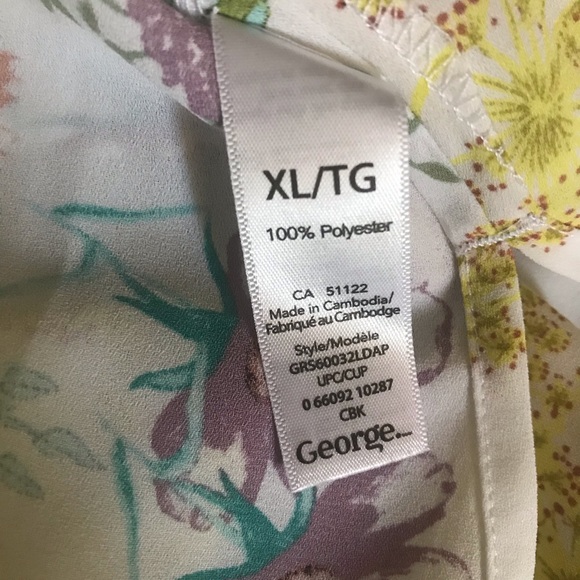 XL/TG
100% Polyester
CA 51122
Made in Cambodia/
Fabriqué au Cambodge
Style/Modèle
GRS60032LDAP
UPC/CUP
0 66092 10287
CBK
George